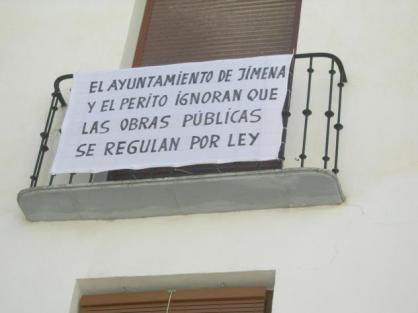 EL AYUNTAMIENTO DE JIMENA
Y EL PERITO IGNORAN QUE
LAS OBRAS PÚBLICAS
SE REGULAN POR LEY